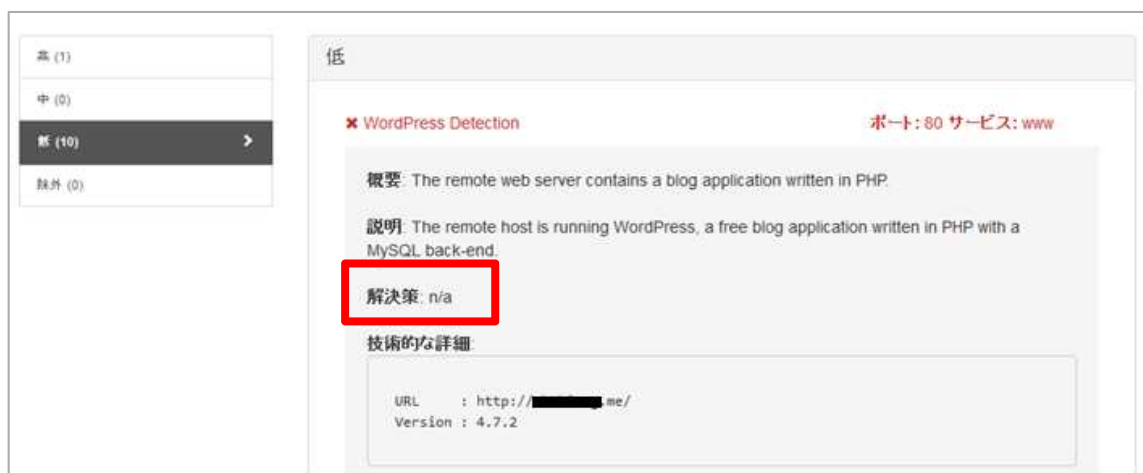 高 (1)
中 (0)
低 (10)
除外 (0)
低
✖ WordPress Detection
ポート: 80 サービス: www
概要: The remote web server contains a blog application written in PHP.
説明: The remote host is running WordPress, a free blog application written in PHP with a
MySQL back-end.
解決策: n/a
技術的な詳細:
URL : http://
.me/
Version : 4.7.2